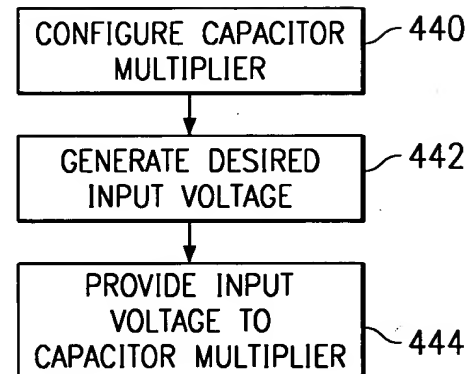 CONFIGURE CAPACITOR
MULTIPLIER
440
GENERATE DESIRED
INPUT VOLTAGE
442
PROVIDE INPUT
VOLTAGE TO
CAPACITOR MULTIPLIER
444